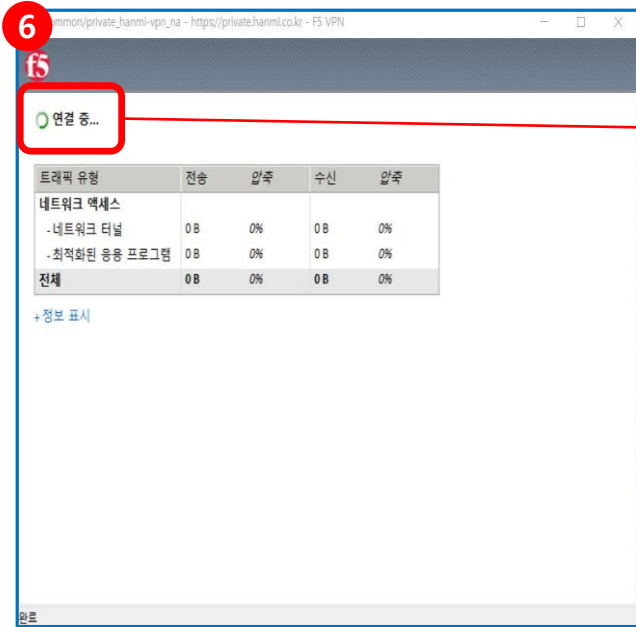 6
ommon/private_hanmi-vpn_na - https://private.hanmi.co.kr - F5 VPN
f5
연결 중...
트래픽 유형 전송 압축 수신 압축
네트워크 액세스
- 네트워크 터널 0 B 0% 0 B 0%
- 최적화된 응용 프로그램 0 B 0% 0 B 0%
전체 0 B 0% 0 B 0%
+ 정보 표시
완료